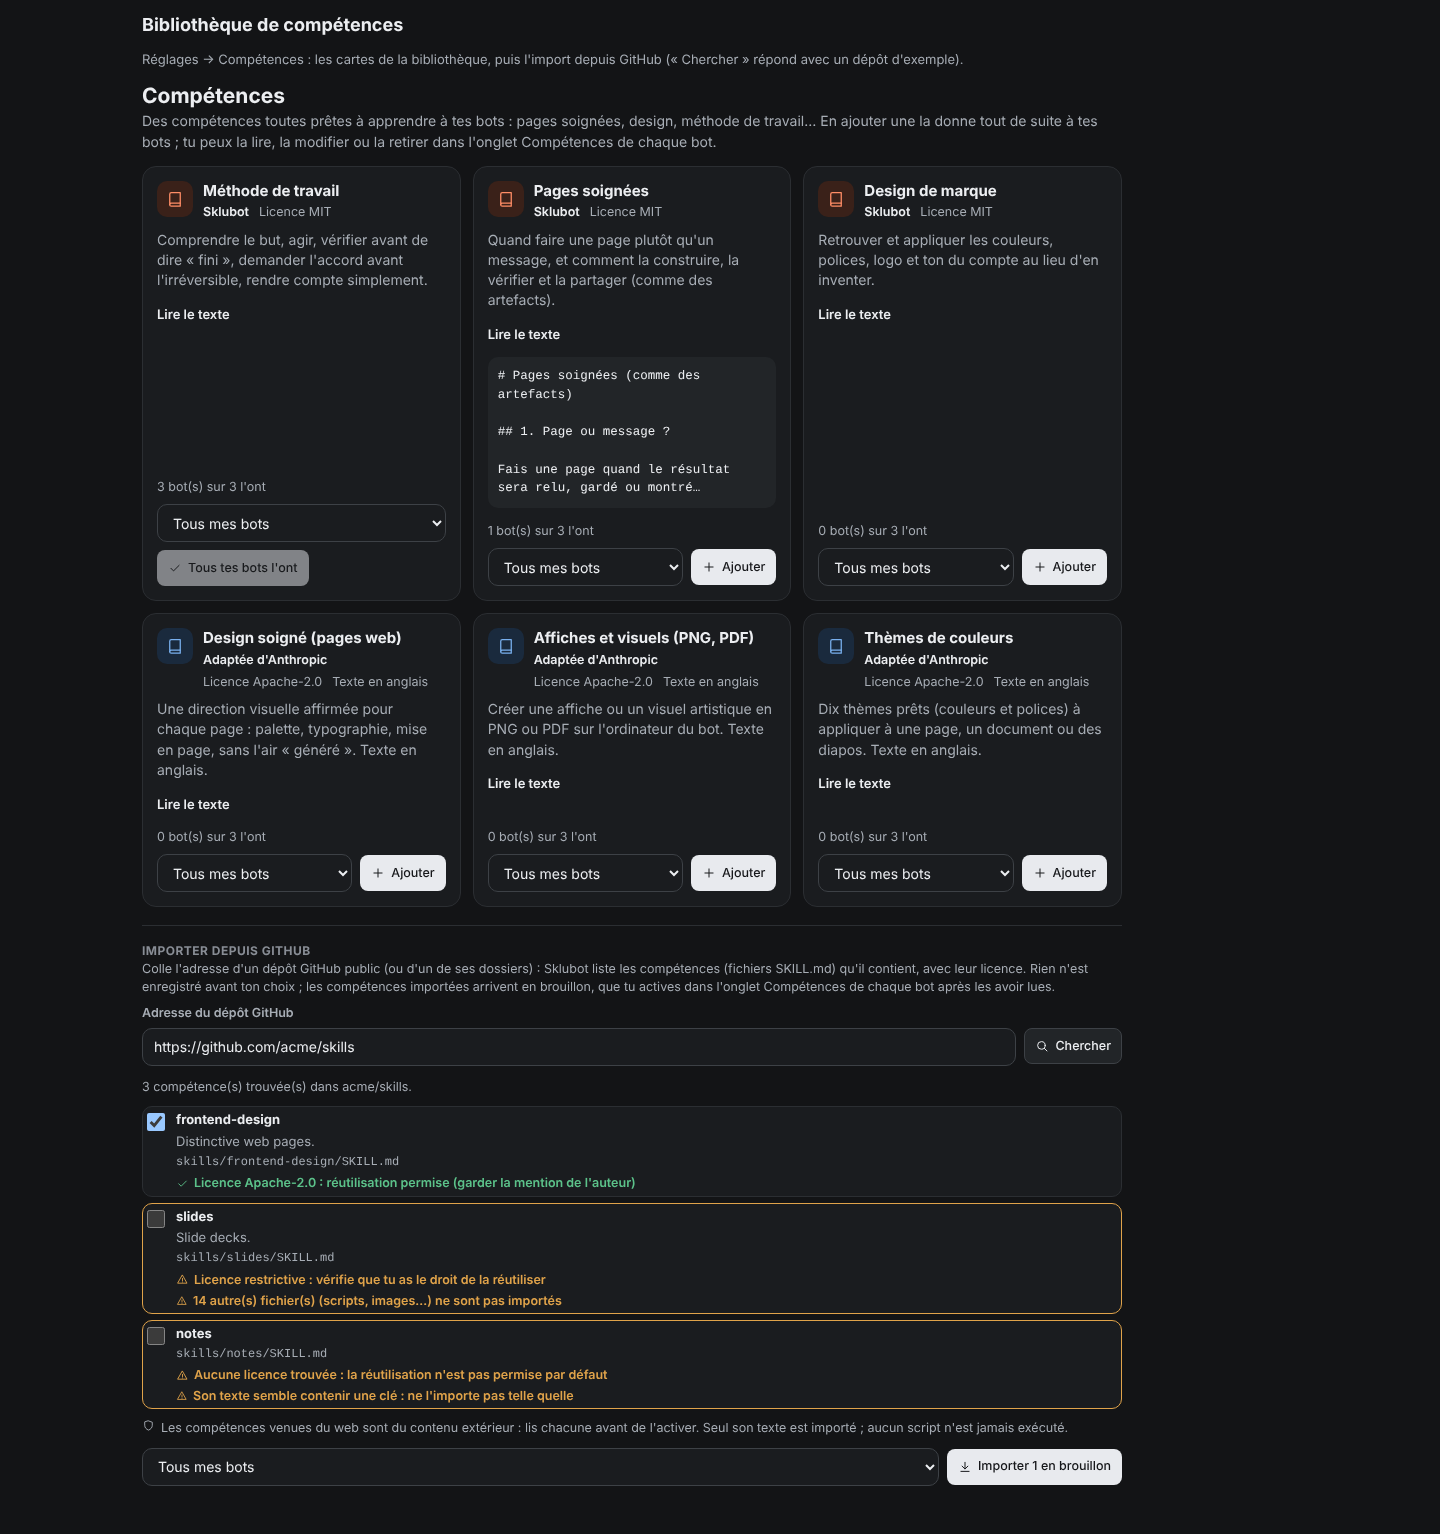 Bibliothèque de compétences
Réglages → Compétences : les cartes de la bibliothèque, puis l'import depuis GitHub (« Chercher » répond avec un dépôt d'exemple).
Compétences
Des compétences toutes prêtes à apprendre à tes bots : pages soignées, design, méthode de travail… En ajouter une la donne tout de suite à tes
bots ; tu peux la lire, la modifier ou la retirer dans l'onglet Compétences de chaque bot.
Méthode de travail
Sklubot Licence MIT
Comprendre le but, agir, vérifier avant de
dire « fini », demander l'accord avant
l'irréversible, rendre compte simplement.
Lire le texte
3 bot(s) sur 3 l'ont
Tous mes bots
Tous tes bots l'ont
Pages soignées
Sklubot Licence MIT
Quand faire une page plutôt qu'un
message, et comment la construire, la
vérifier et la partager (comme des
artefacts).
Lire le texte
# Pages soignées (comme des
artefacts)
## 1. Page ou message ?
Fais une page quand le résultat
sera relu, gardé ou montré…
1 bot(s) sur 3 l'ont
Tous mes bots
Ajouter
Design de marque
Sklubot Licence MIT
Retrouver et appliquer les couleurs,
polices, logo et ton du compte au lieu d'en
inventer.
Lire le texte
0 bot(s) sur 3 l'ont
Tous mes bots
Ajouter
Design soigné (pages web)
Adaptée d'Anthropic
Licence Apache-2.0 Texte en anglais
Une direction visuelle affirmée pour
chaque page : palette, typographie, mise
en page, sans l'air « généré ». Texte en
anglais.
Lire le texte
0 bot(s) sur 3 l'ont
Tous mes bots
Ajouter
Affiches et visuels (PNG, PDF)
Adaptée d'Anthropic
Licence Apache-2.0 Texte en anglais
Créer une affiche ou un visuel artistique en
PNG ou PDF sur l'ordinateur du bot. Texte
en anglais.
Lire le texte
0 bot(s) sur 3 l'ont
Tous mes bots
Ajouter
Thèmes de couleurs
Adaptée d'Anthropic
Licence Apache-2.0 Texte en anglais
Dix thèmes prêts (couleurs et polices) à
appliquer à une page, un document ou des
diapos. Texte en anglais.
Lire le texte
0 bot(s) sur 3 l'ont
Tous mes bots
Ajouter
IMPORTER DEPUIS GITHUB
Colle l'adresse d'un dépôt GitHub public (ou d'un de ses dossiers) : Sklubot liste les compétences (fichiers SKILL.md) qu'il contient, avec leur licence. Rien n'est
enregistré avant ton choix ; les compétences importées arrivent en brouillon, que tu actives dans l'onglet Compétences de chaque bot après les avoir lues.
Adresse du dépôt GitHub
https://github.com/acme/skills
Chercher
3 compétence(s) trouvée(s) dans acme/skills.
frontend-design
Distinctive web pages.
skills/frontend-design/SKILL.md
Licence Apache-2.0 : réutilisation permise (garder la mention de l'auteur)
slides
Slide decks.
skills/slides/SKILL.md
Licence restrictive : vérifie que tu as le droit de la réutiliser
14 autre(s) fichier(s) (scripts, images…) ne sont pas importés
notes
skills/notes/SKILL.md
Aucune licence trouvée : la réutilisation n'est pas permise par défaut
Son texte semble contenir une clé : ne l'importe pas telle quelle
Les compétences venues du web sont du contenu extérieur : lis chacune avant de l'activer. Seul son texte est importé ; aucun script n'est jamais exécuté.
Tous mes bots
Importer 1 en brouillon